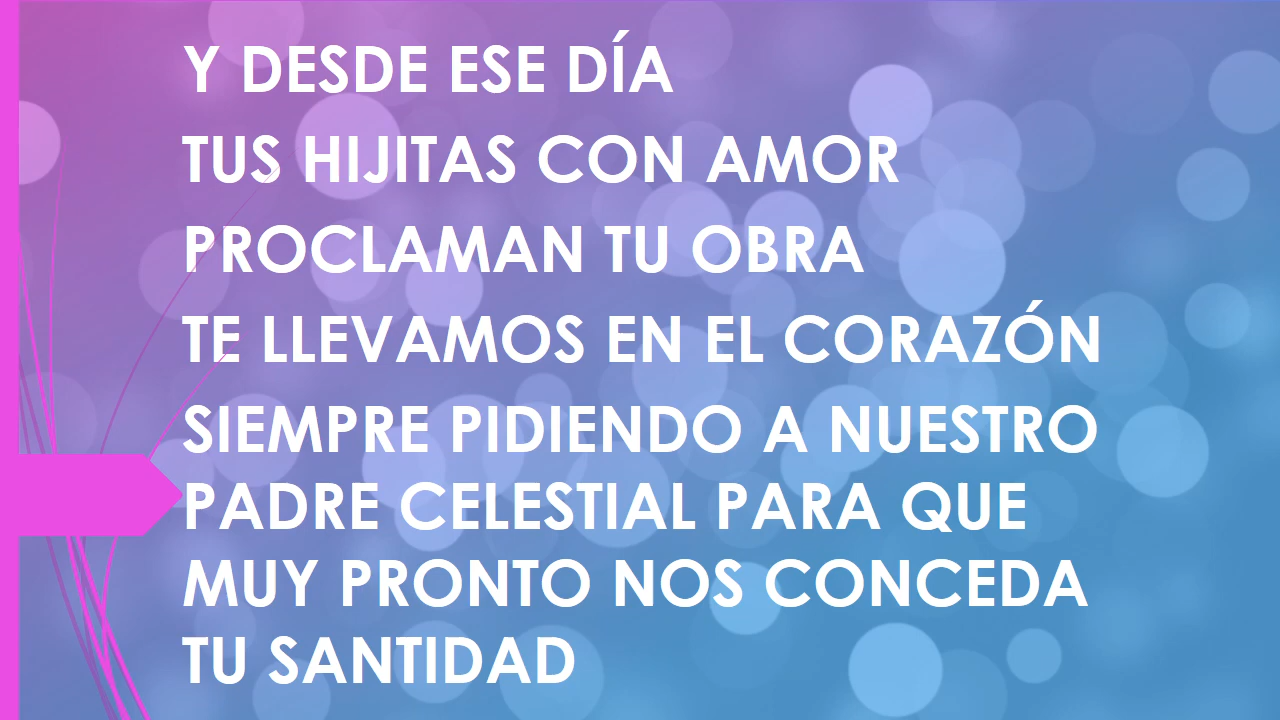 Y DESDE ESE DÍA
TUS HIJITAS CON AMOR
PROCLAMAN TU OBRA
TE LLEVAMOS EN EL CORAZÓN
SIEMPRE PIDIENDO A NUESTRO
PADRE CELESTIAL PARA QUE
MUY PRONTO NOS CONCEDA
TU SANTIDAD